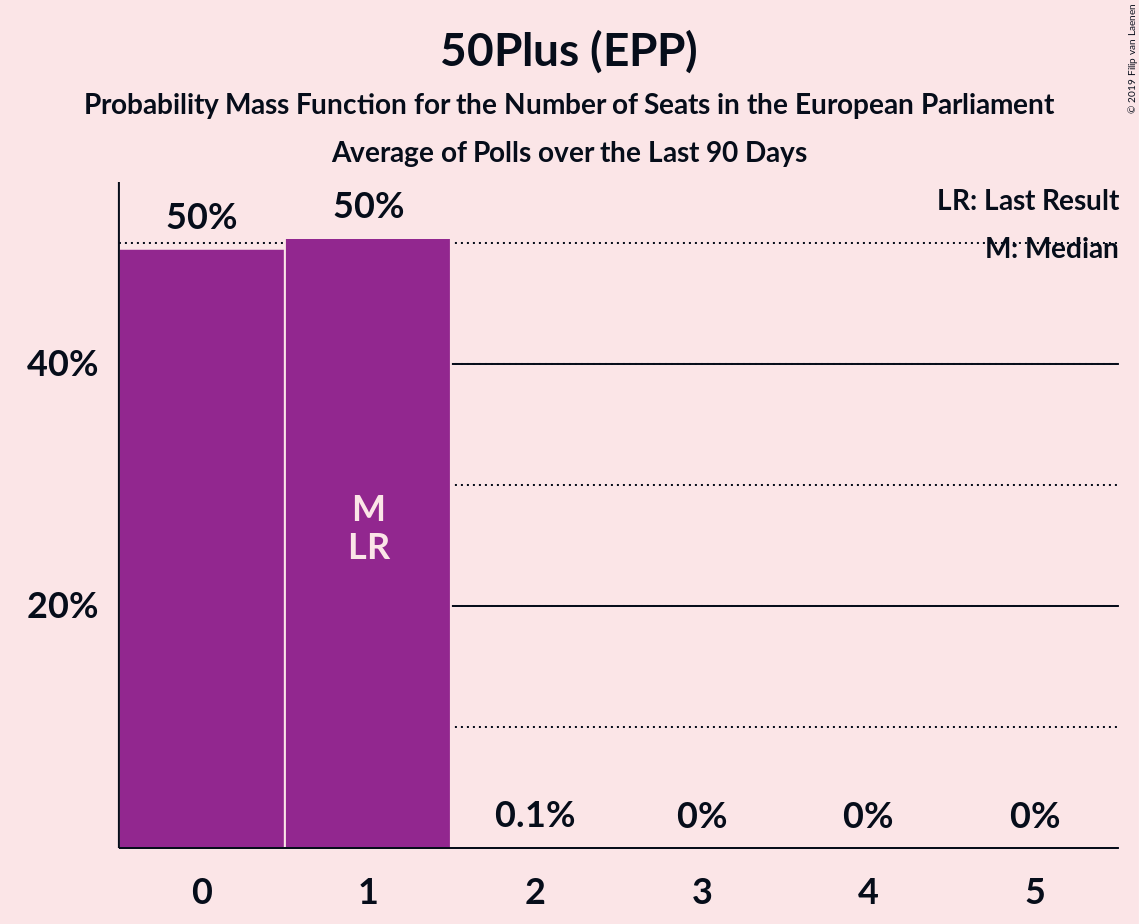 50Plus (EPP)
Probability Mass Function for the Number of Seats in the European Parliament
Average of Polls over the Last 90 Days
© 2019 Filip van Laenen
LR: Last Result
M: Median
50%
50%
40%
20%
M
LR
0.1%
0%
0%
0%
0
1
2
3
4
5